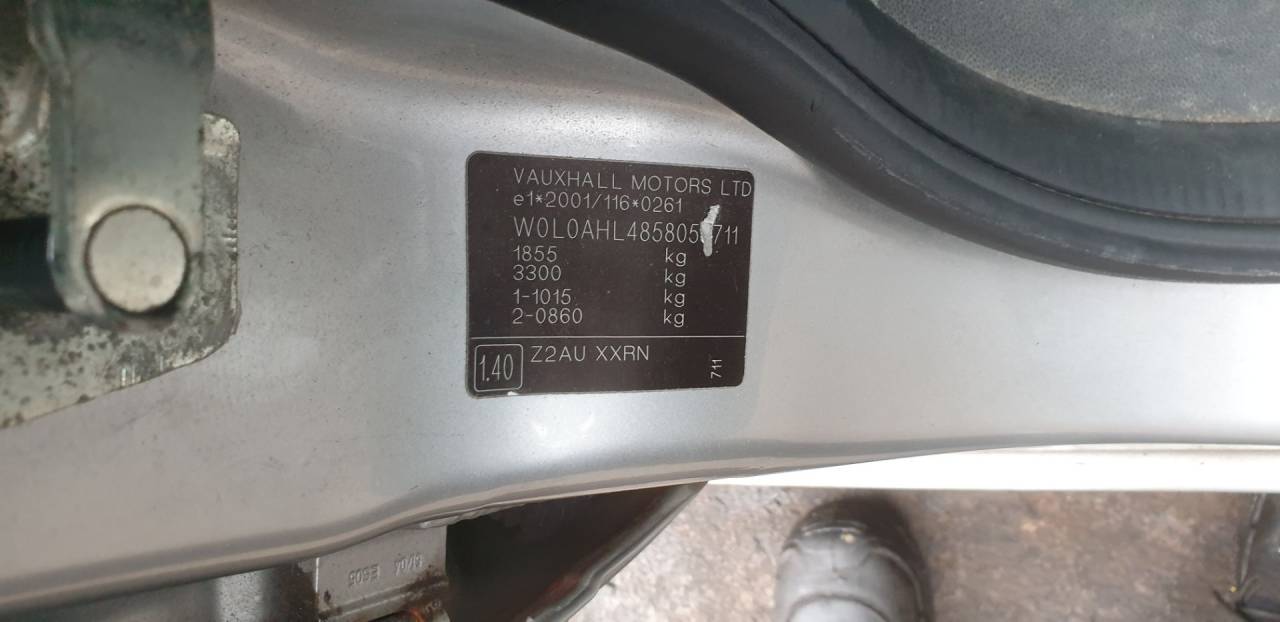 VAUXHALL MOTORS LTD
e1*2001/116*0261
1855 kg
3300 kg
1-1015 kg
2-0860 kg
1.40 Z2AU XXRN
711